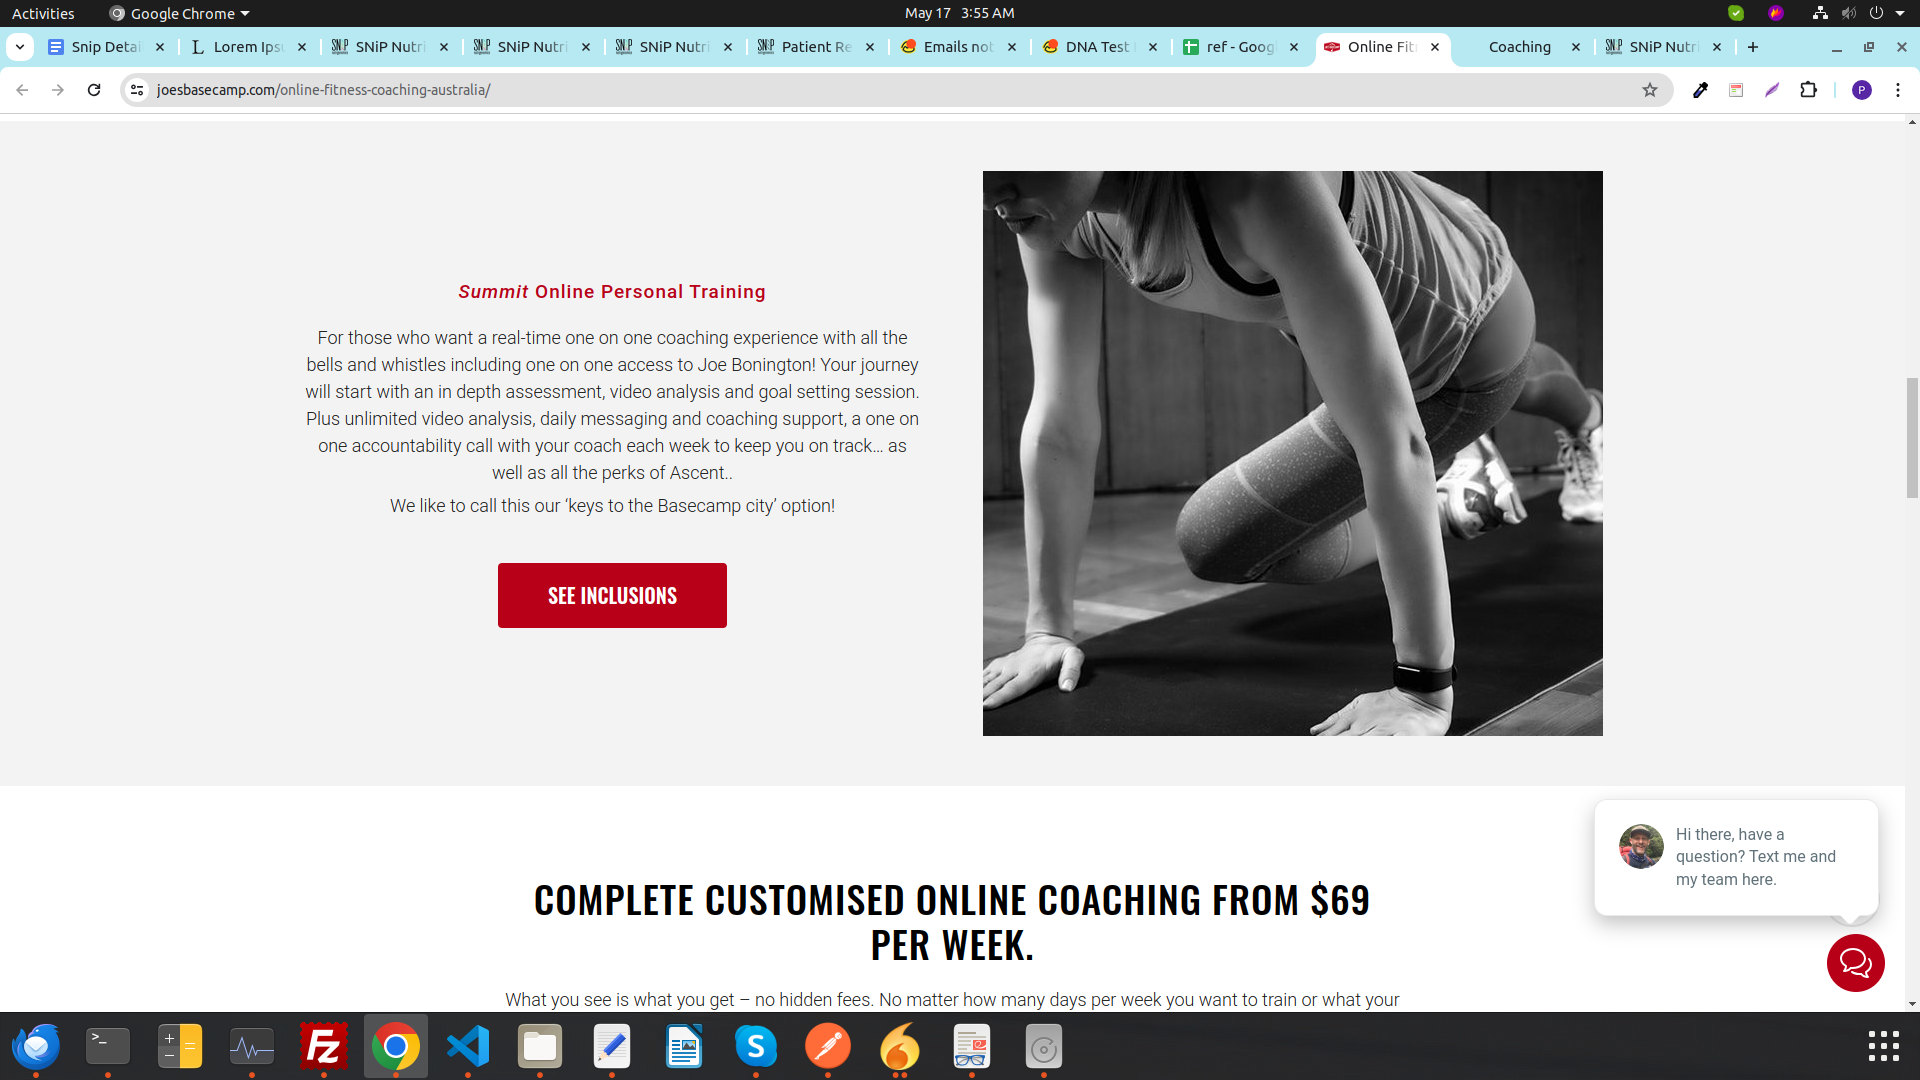 Activities
Google Chrome
May 17 3:55 AM
Snip Detai
Lorem Ips
SNiP Nutri
SNiP Nutri
SNiP Nutri
Patient Re
Emails not
DNA Test
ref - Googl
Online Fit
Coaching
SNiP Nutri
joesbasecamp.com/online-fitness-coaching-australia/
P
Summit Online Personal Training
For those who want a real-time one on one coaching experience with all the
bells and whistles including one on one access to Joe Bonington! Your journey
will start with an in depth assessment, video analysis and goal setting session.
Plus unlimited video analysis, daily messaging and coaching support, a one on
one accountability call with your coach each week to keep you on track… as
well as all the perks of Ascent..
We like to call this our ‘keys to the Basecamp city’ option!
SEE INCLUSIONS
COMPLETE CUSTOMISED ONLINE COACHING FROM $69
PER WEEK.
What you see is what you get – no hidden fees. No matter how many days per week you want to train or what your
Hi there, have a
question? Text me and
my team here.